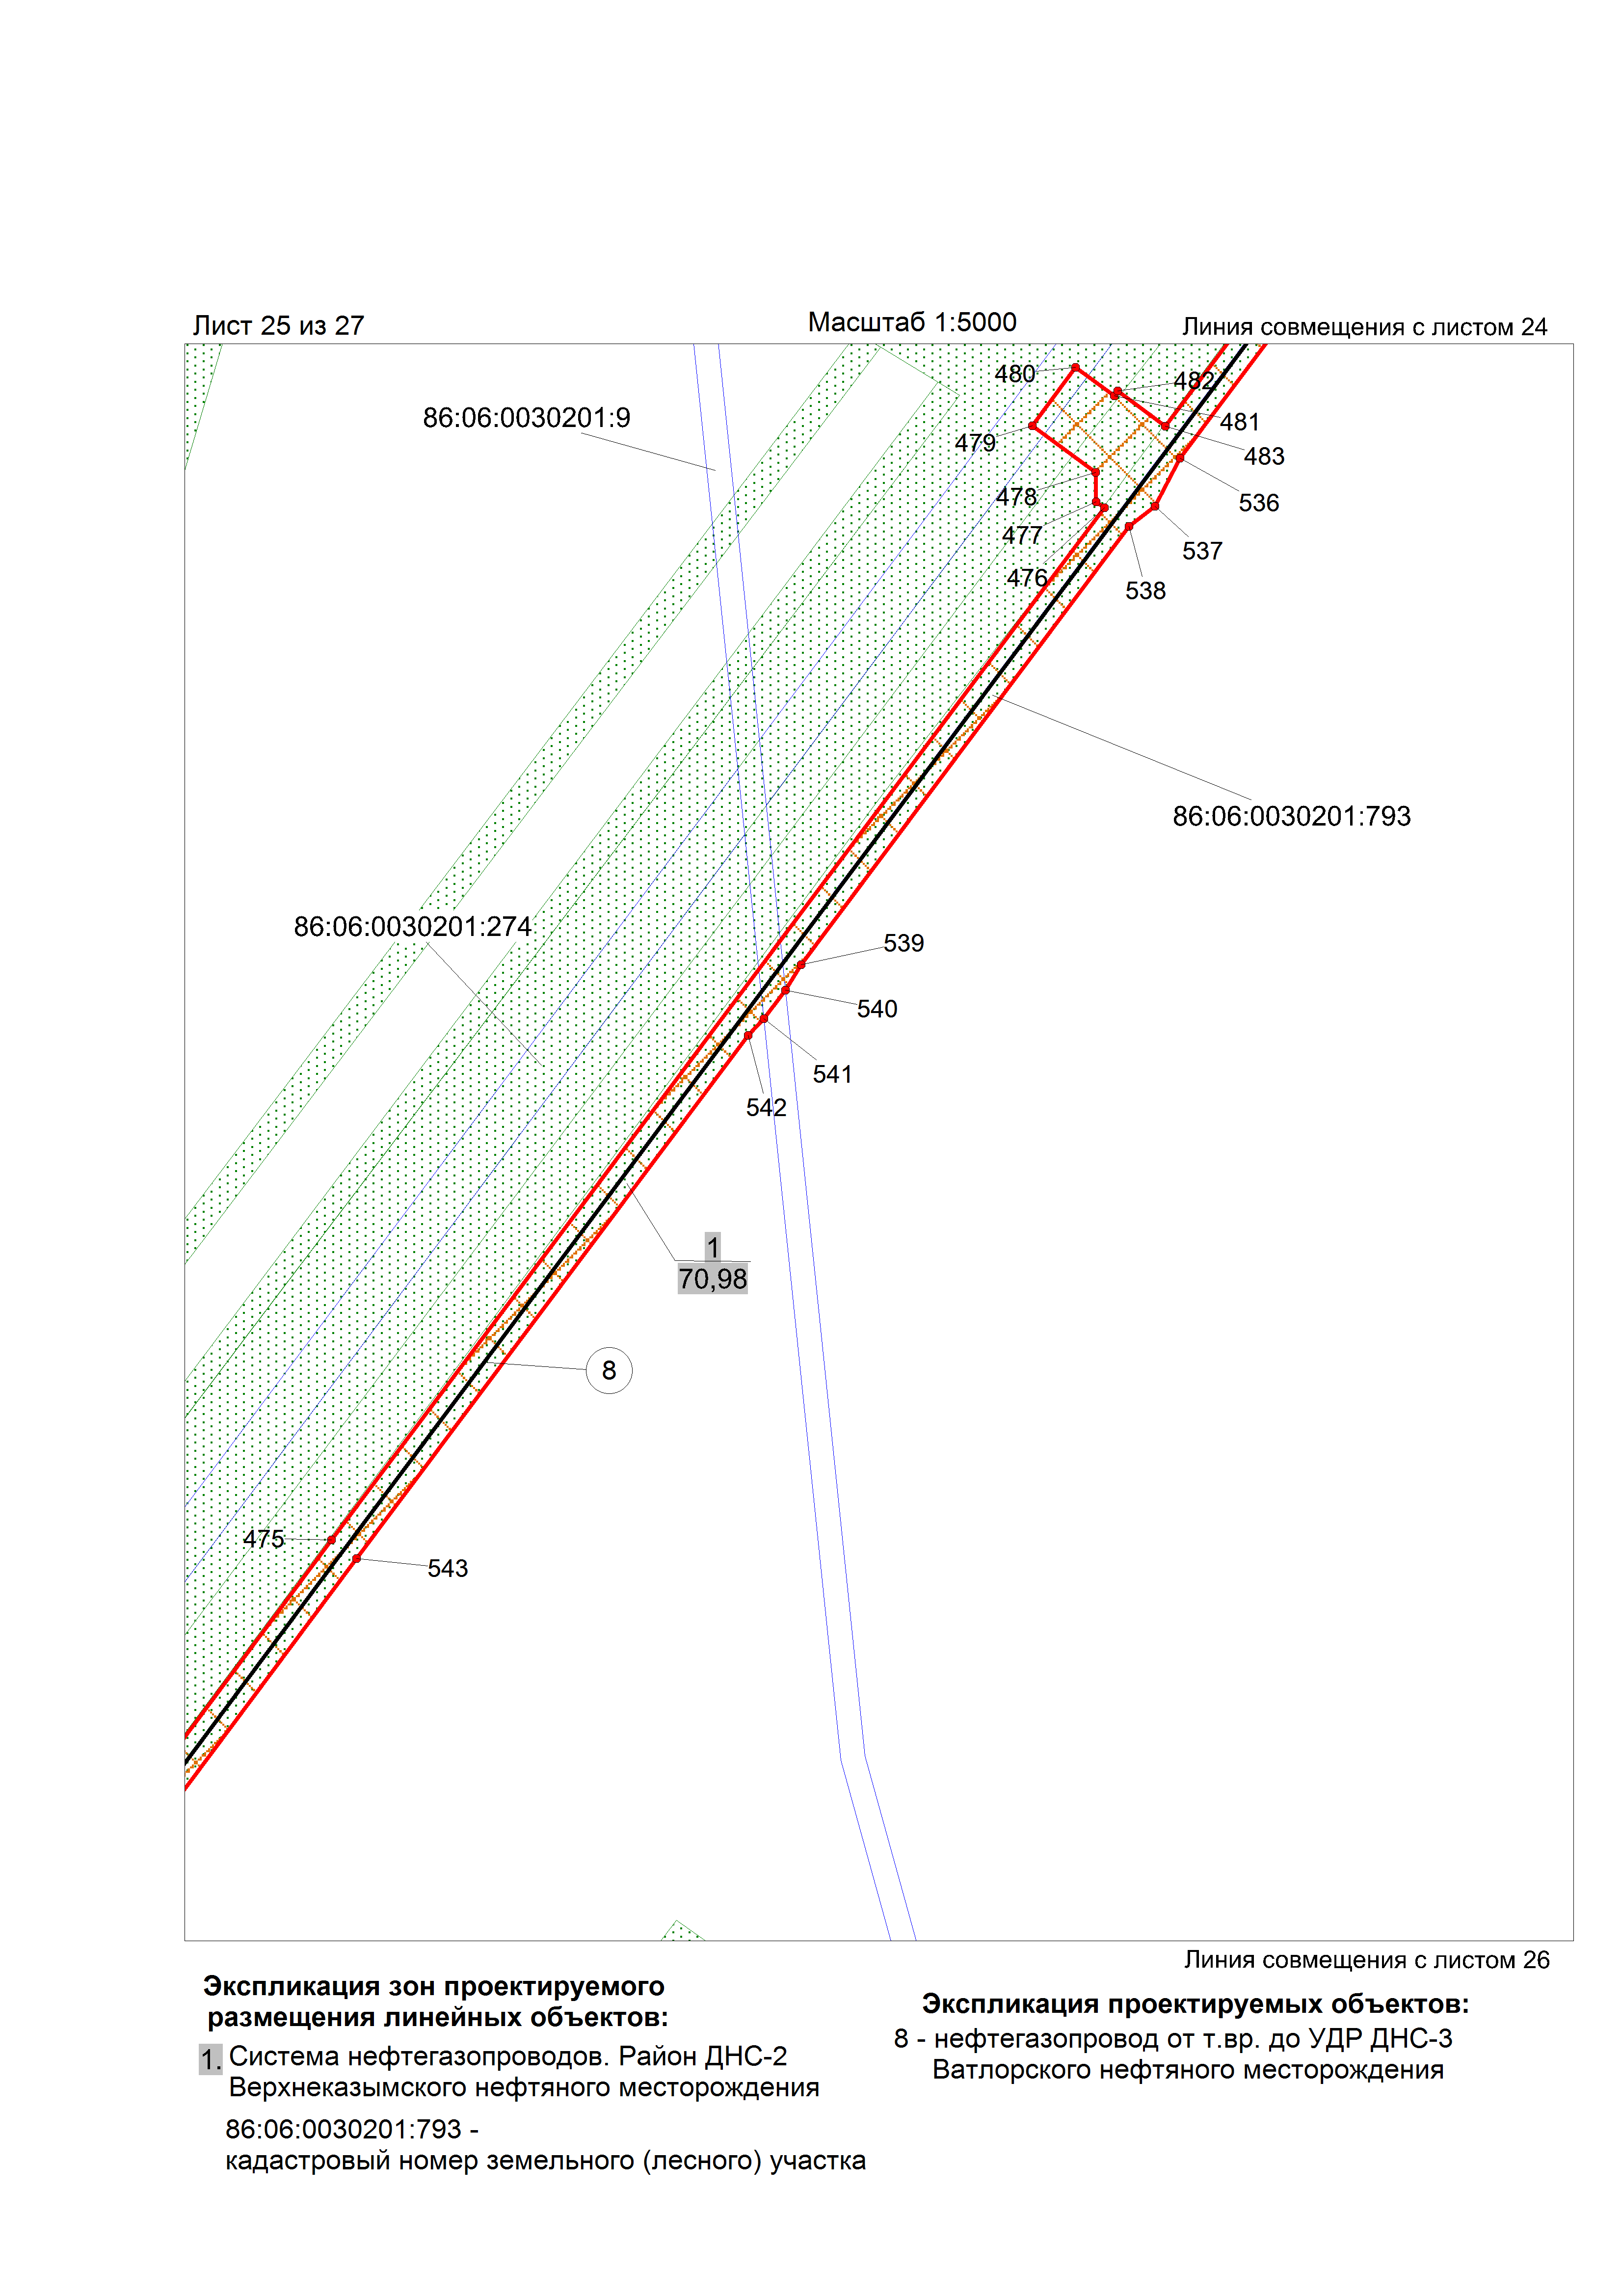 Лист 25 из 27
Масштаб 1:5000
Линия совмещения с листом 24
480
482
86:06:0030201:9
481
479
483
478
536
477
537
476
538
86:06:0030201:793
86:06:0030201:274
539
540
541
542
1
70,98
8
475
543
Линия совмещения с листом 26
Экспликация зон проектируемого
размещения линейных объектов:
1. Система нефтегазопроводов. Район ДНС-2
Верхнеказымского нефтяного месторождения
86:06:0030201:793 -
кадастровый номер земельного (лесного) участка
Экспликация проектируемых объектов:
8 - нефтегазопровод от т.вр. до УДР ДНС-3
Ватлорского нефтяного месторождения